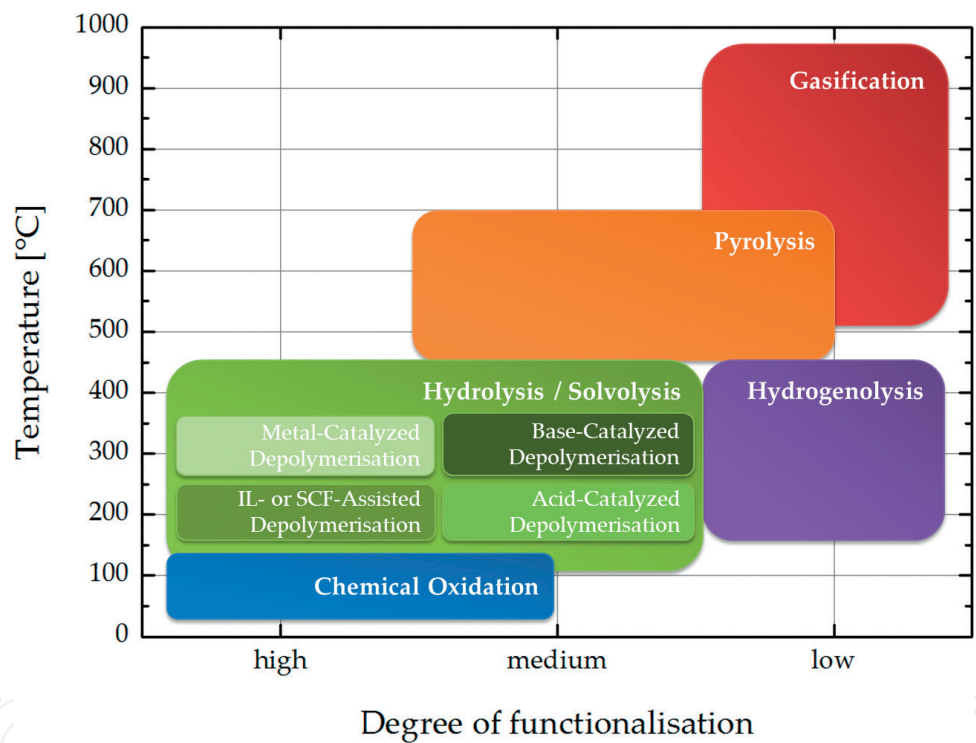 1000
900
800
700
600
500
400
300
200
100
0
Temperature [°C]
Gasification
Pyrolysis
Hydrolysis / Solvolysis
Hydrogenolysis
Metal-Catalyzed
Depolymerisation
Base-Catalyzed
Depolymerisation
IL- or SCF-Assisted
Depolymerisation
Acid-Catalyzed
Depolymerisation
Chemical Oxidation
high
medium
low
Degree of functionalisation